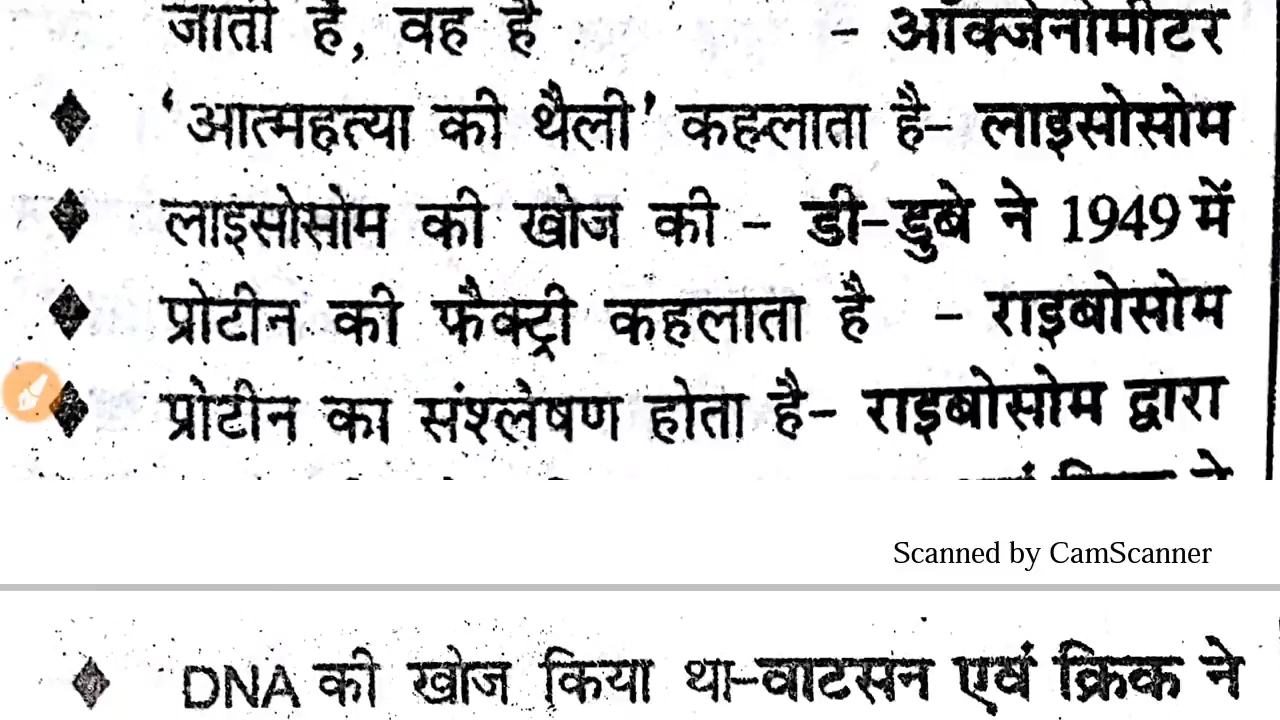 जाती है, वह है - ऑक्जेनोमीटर
♦ ‘आत्महत्या की थैली’ कहलाता है– लाइसोसोम
♦ लाइसोसोम की खोज की - डी-डुबे ने 1949 में
♦ प्रोटीन की फैक्ट्री कहलाता है - राइबोसोम
♦ प्रोटीन का संश्लेषण होता है– राइबोसोम द्वारा
एवं क्रिक ने
Scanned by CamScanner
♦ DNA की खोज किया था–वाटसन एवं क्रिक ने